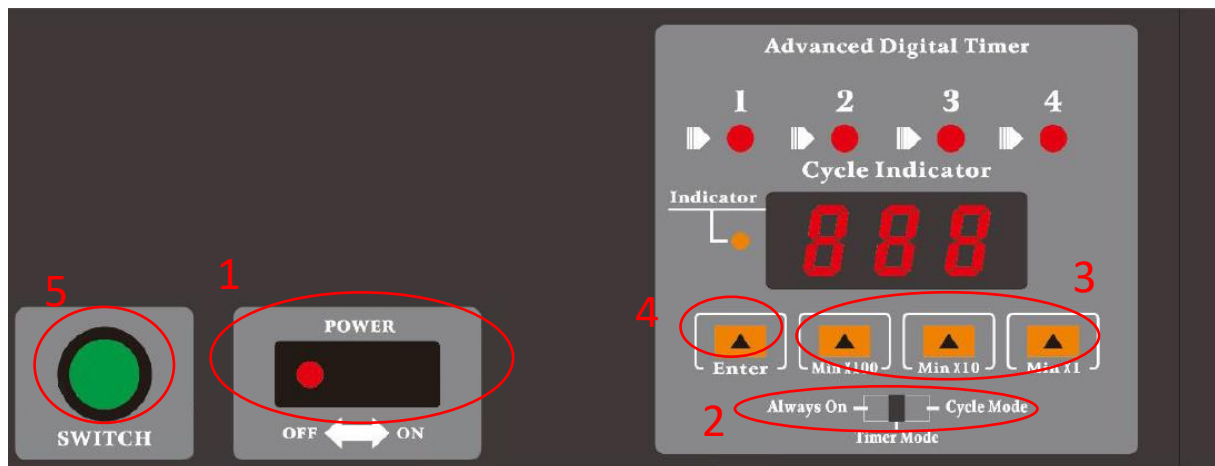 Advanced Digital Timer
1 2 3 4
Cycle Indicator
Indicator
888
5
1
4
3
POWER
Enter
Min X100
Min X10
Min X1
2
Always On
Cycle Mode
Timer Mode
SWITCH
OFF
ON